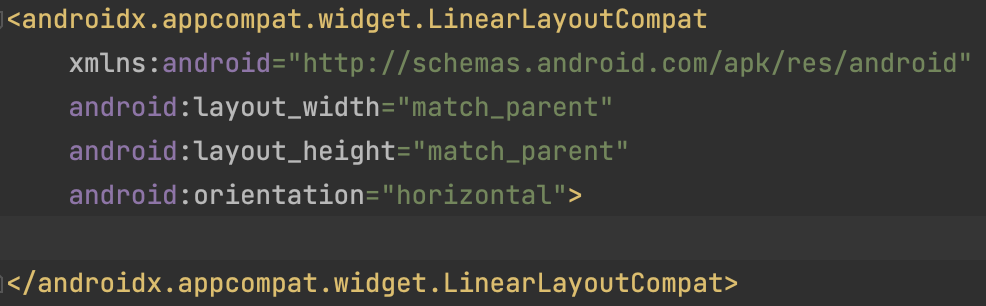 <androidx.appcompat.widget.LinearLayoutCompat
    xmlns:android="http://schemas.android.com/apk/res/android"
    android:layout_width="match_parent"
    android:layout_height="match_parent"
    android:orientation="horizontal">
</androidx.appcompat.widget.LinearLayoutCompat>